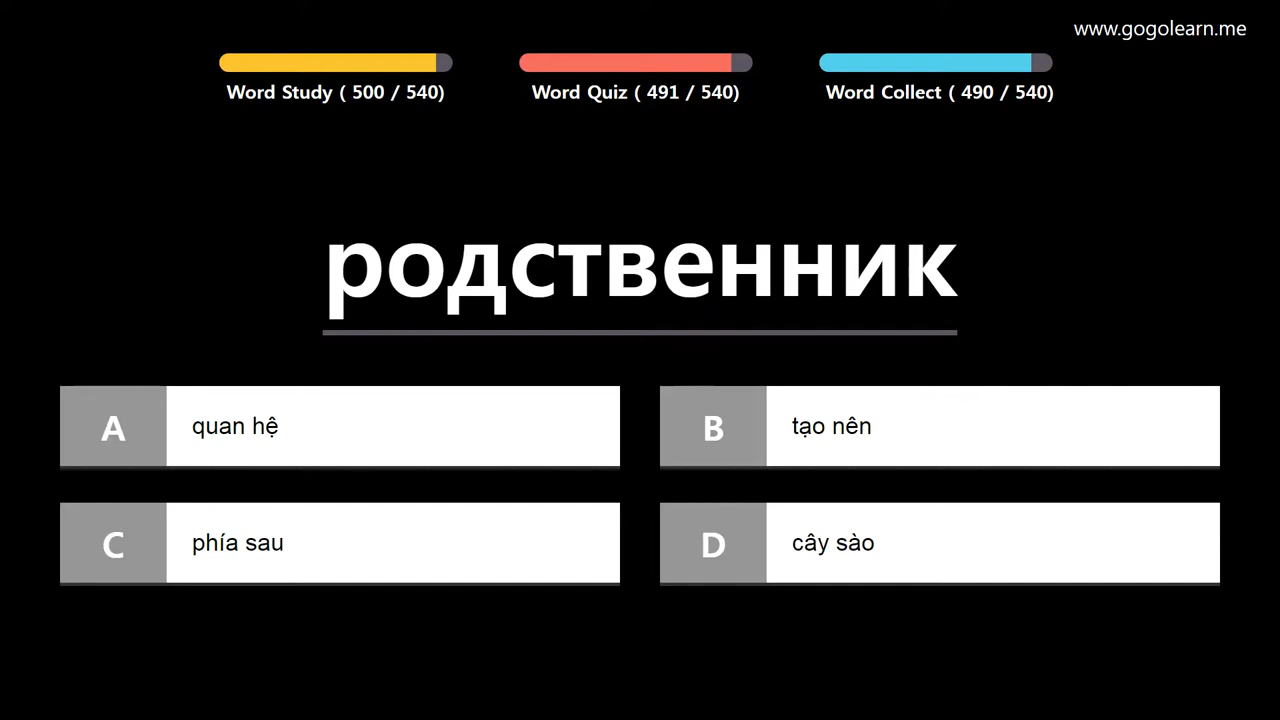 www.gogolearn.me
Word Study ( 500 / 540)
Word Quiz ( 491 / 540)
Word Collect ( 490 / 540)
родственник
A quan hệ
B tạo nên
C phía sau
D cây sào